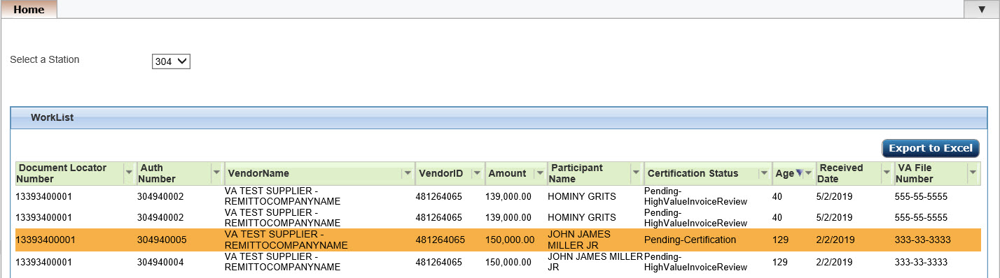 Home
▼
Select a Station
304
WorkList
Export to Excel
Document Locator Number
Auth Number
VendorName
VendorID
Amount
Participant Name
Certification Status
Age
Received Date
VA File Number
13393400001 304940002 VA TEST SUPPLIER - REMITTOCOMPANYNAME 481264065 139,000.00 HOMINY GRITS Pending-HighValueInvoiceReview 40 5/2/2019 555-55-5555
13393400001 304940002 VA TEST SUPPLIER - REMITTOCOMPANYNAME 481264065 139,000.00 HOMINY GRITS Pending-HighValueInvoiceReview 40 5/2/2019 555-55-5555
13393400001 304940005 VA TEST SUPPLIER - REMITTOCOMPANYNAME 481264065 150,000.00 JOHN JAMES MILLER JR Pending-Certification 129 2/2/2019 333-33-3333
13393400001 304940004 VA TEST SUPPLIER - REMITTOCOMPANYNAME 481264065 150,000.00 JOHN JAMES MILLER JR Pending-HighValueInvoiceReview 129 2/2/2019 333-33-3333